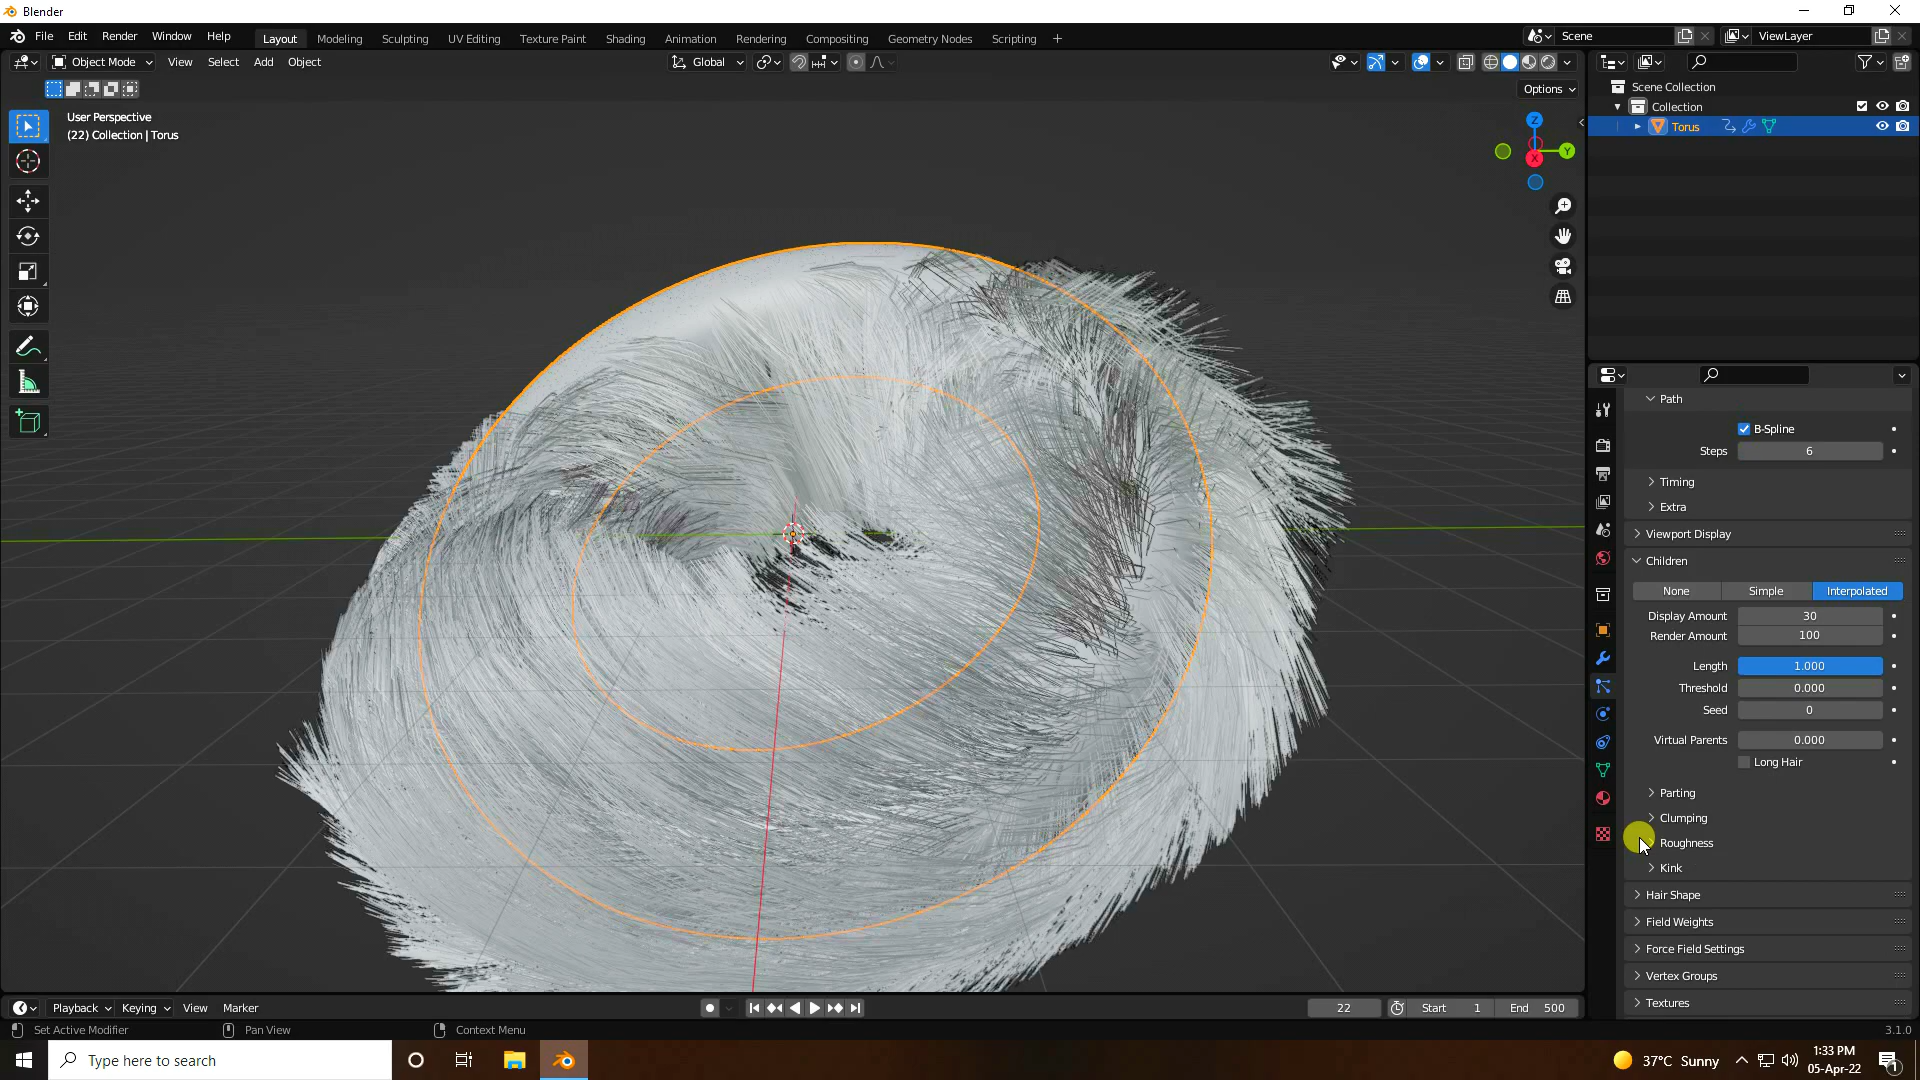 Blender
File Edit Render Window Help
Layout Modeling Sculpting UV Editing Texture Paint Shading Animation Rendering Compositing Geometry Nodes Scripting +
Scene
ViewLayer
Object Mode View Select Add Object
Global
Options
User Perspective
(22) Collection | Torus
Z
Y
X
Scene Collection
Collection
Torus
Path
B-Spline
Steps 6
Timing
Extra
Viewport Display
Children
None Simple Interpolated
Display Amount 30
Render Amount 100
Length 1.000
Threshold 0.000
Seed 0
Virtual Parents 0.000
Long Hair
Parting
Clumping
Roughness
Kink
Hair Shape
Field Weights
Force Field Settings
Vertex Groups
Textures
Playback Keying View Marker
22
Start 1
End 500
Set Active Modifier
Pan View
Context Menu
3.1.0
Type here to search
37°C Sunny
1:33 PM
05-Apr-22
1